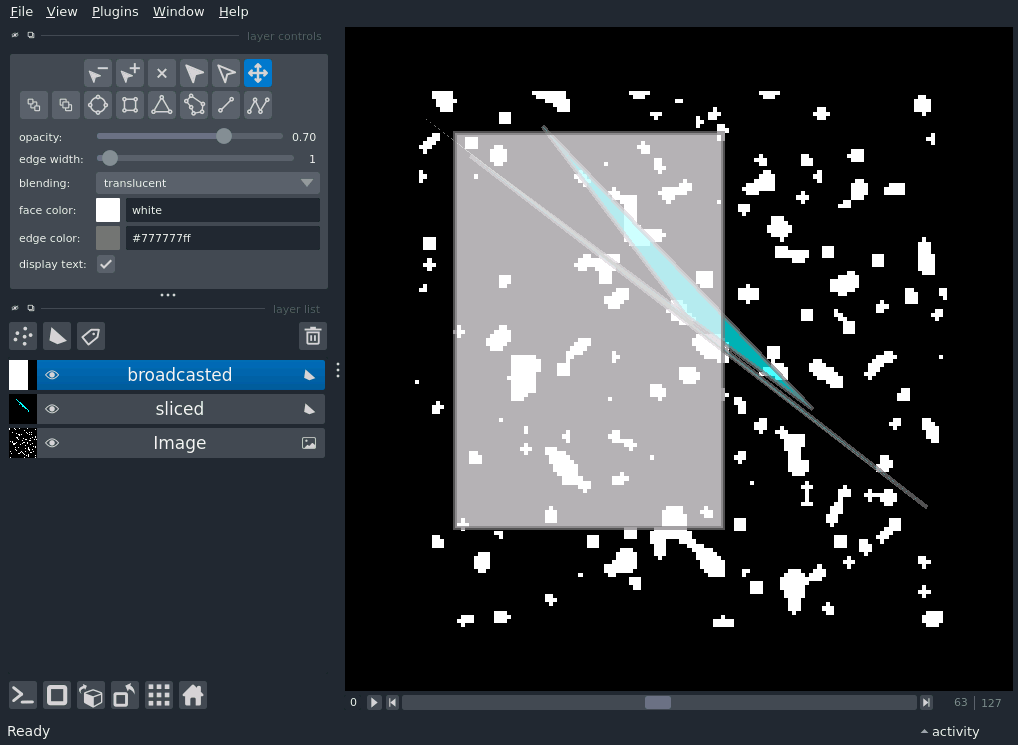 File View Plugins Window Help
layer controls
opacity: 0.70
edge width: 1
blending: translucent
face color: white
edge color: #777777ff
display text:
layer list
broadcasted
sliced
Image
0 63 127
Ready activity